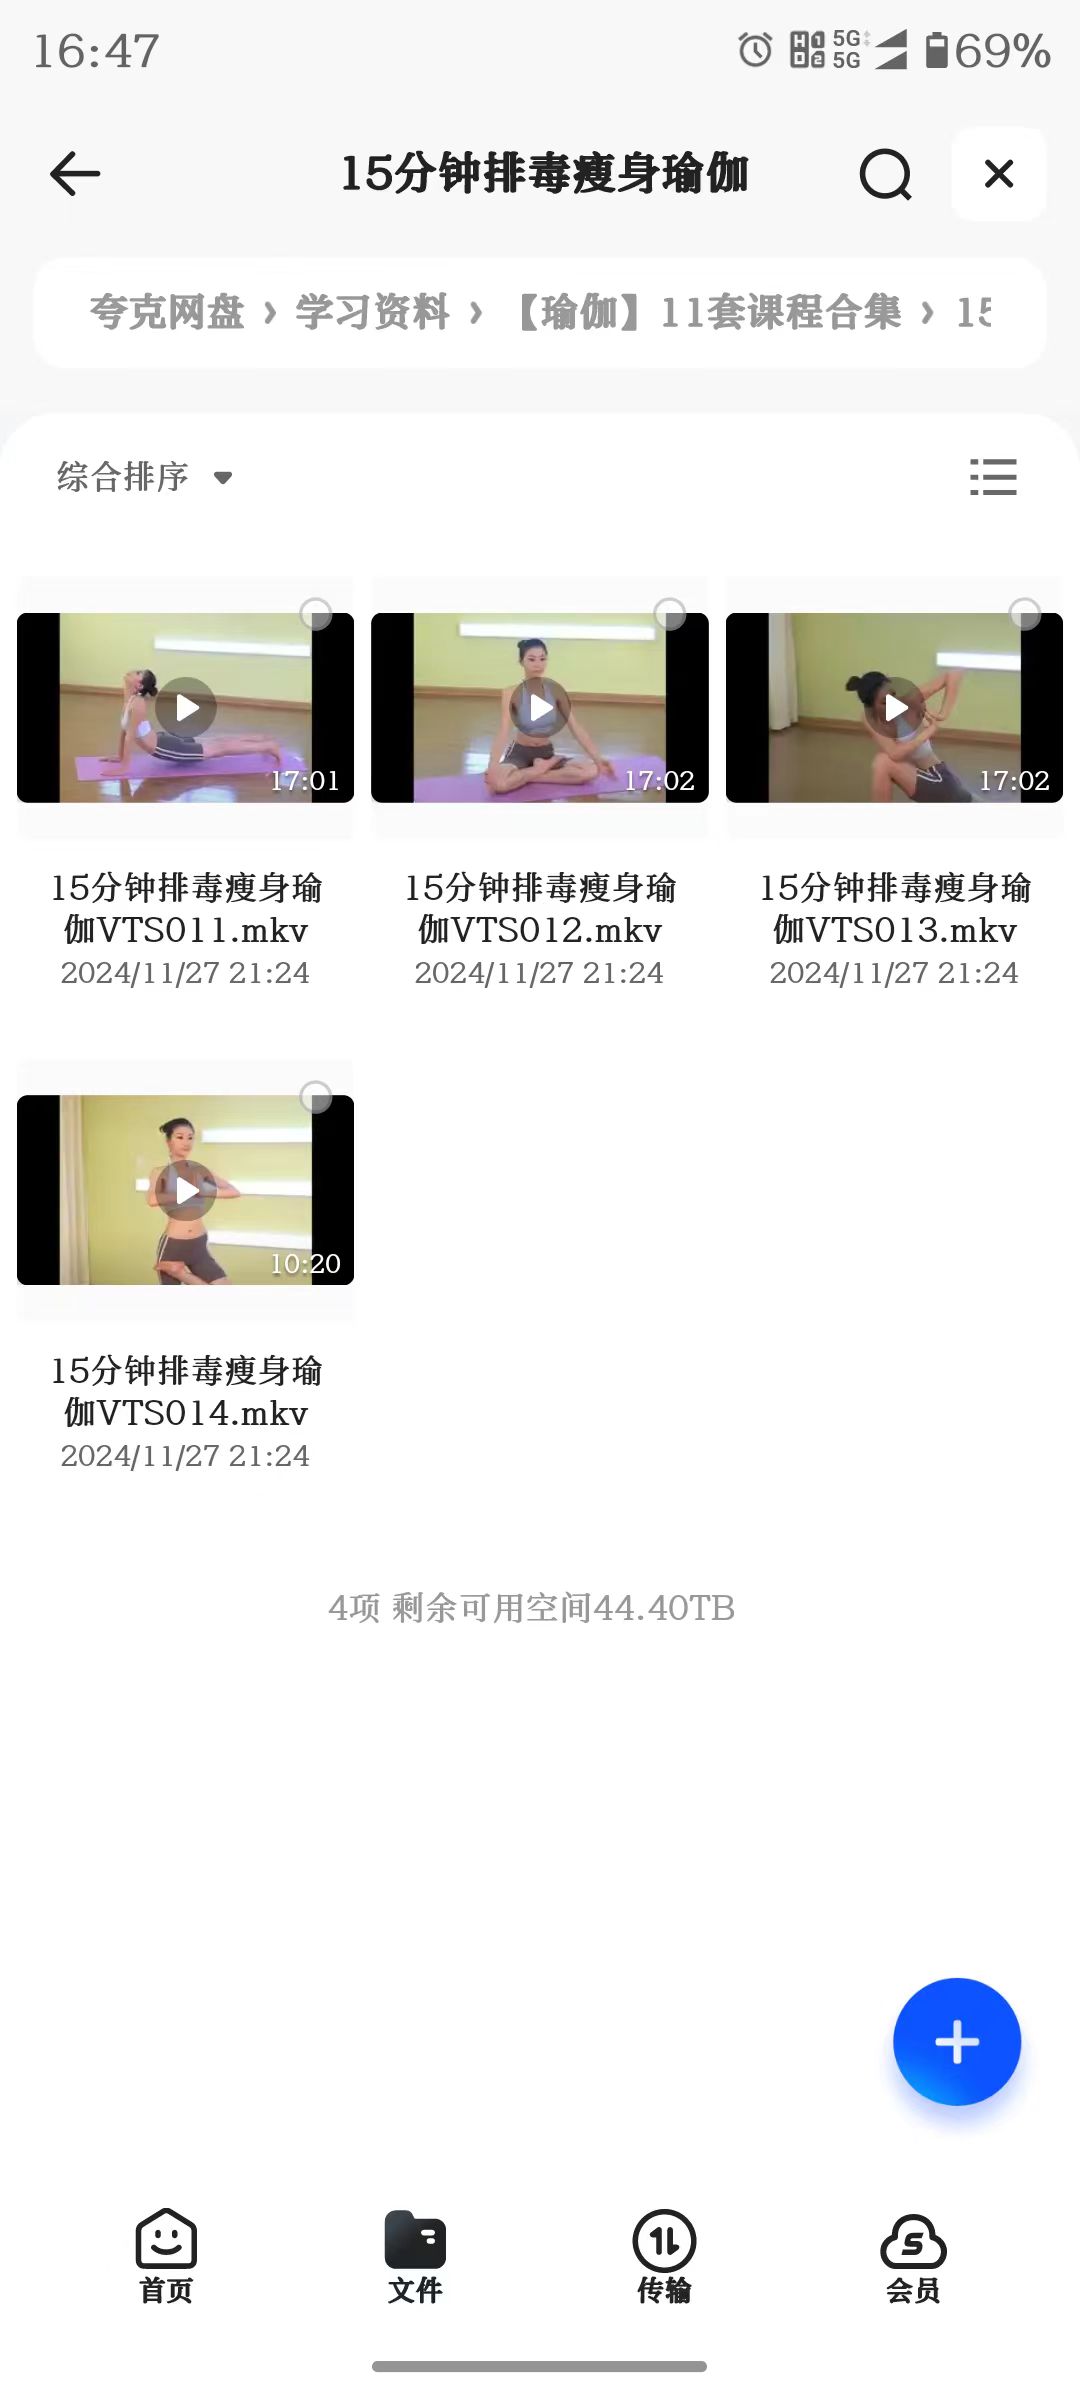 16:47
5G
5G
69%
15分钟排毒瘦身瑜伽
夸克网盘 › 学习资料 › 【瑜伽】11套课程合集 › 15
综合排序
17:01
17:02
17:02
15分钟排毒瘦身瑜
伽VTS011.mkv
2024/11/27 21:24
15分钟排毒瘦身瑜
伽VTS012.mkv
2024/11/27 21:24
15分钟排毒瘦身瑜
伽VTS013.mkv
2024/11/27 21:24
10:20
15分钟排毒瘦身瑜
伽VTS014.mkv
2024/11/27 21:24
4项 剩余可用空间44.40TB
首页
文件
传输
会员